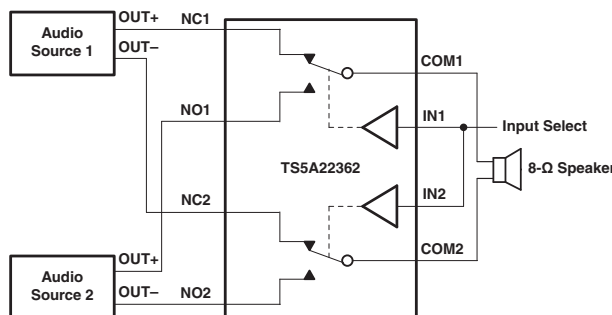 Audio
Source 1
OUT+
OUT–
NC1
NO1
NC2
NO2
Audio
Source 2
OUT+
OUT–
TS5A22362
COM1
IN1
Input Select
8-Ω Speaker
IN2
COM2